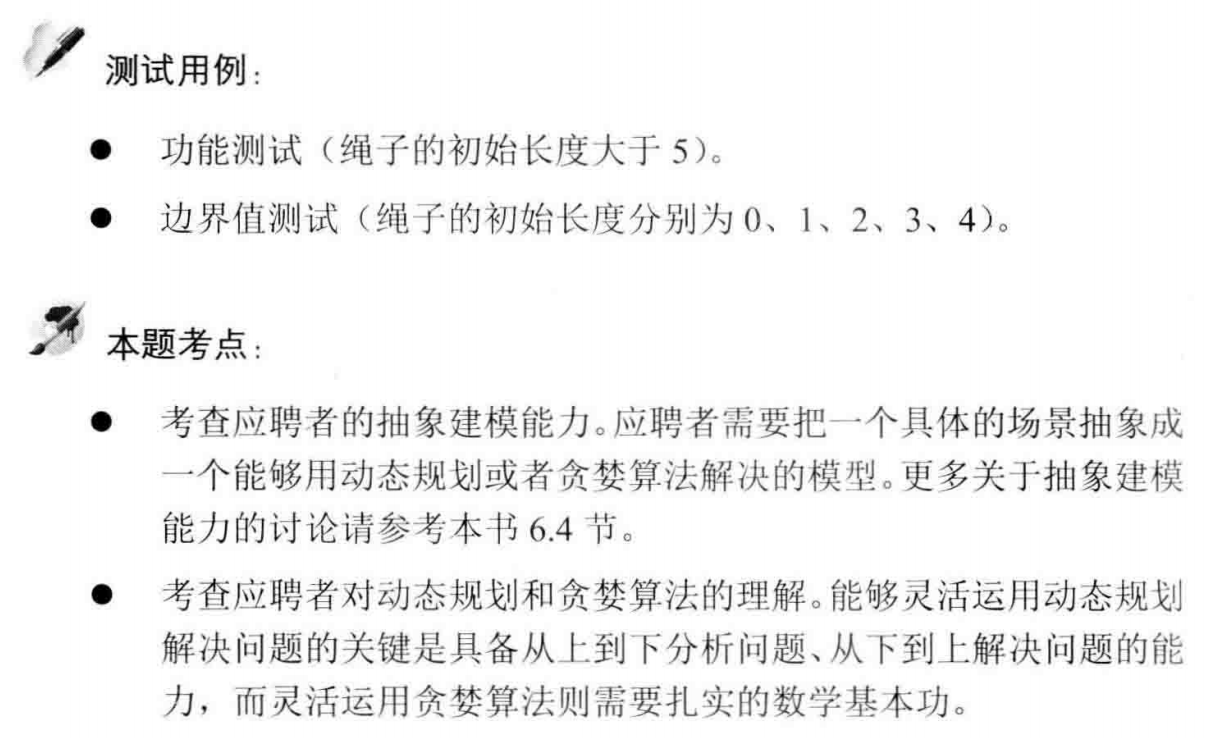 测试用例：
● 功能测试（绳子的初始长度大于 5）。
● 边界值测试（绳子的初始长度分别为 0、1、2、3、4）。
本题考点：
● 考查应聘者的抽象建模能力。应聘者需要把一个具体的场景抽象成
一个能够用动态规划或者贪婪算法解决的模型。更多关于抽象建模
能力的讨论请参考本书 6.4 节。
● 考查应聘者对动态规划和贪婪算法的理解。能够灵活运用动态规划
解决问题的关键是具备从上到下分析问题、从下到上解决问题的能
力，而灵活运用贪婪算法则需要扎实的数学基本功。